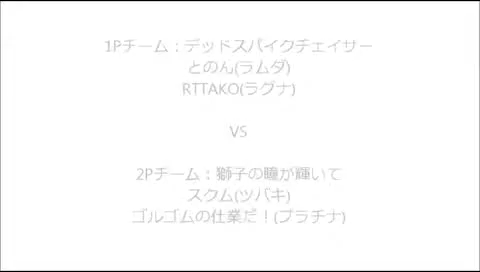 1Pチーム：デッドスパイクチェイサー
とのん(ラムダ)
RTTAKO(ラグナ)
VS
2Pチーム：獅子の瞳が輝いて
スクム(ツバキ)
ゴルゴムの仕業だ！(プラチナ)